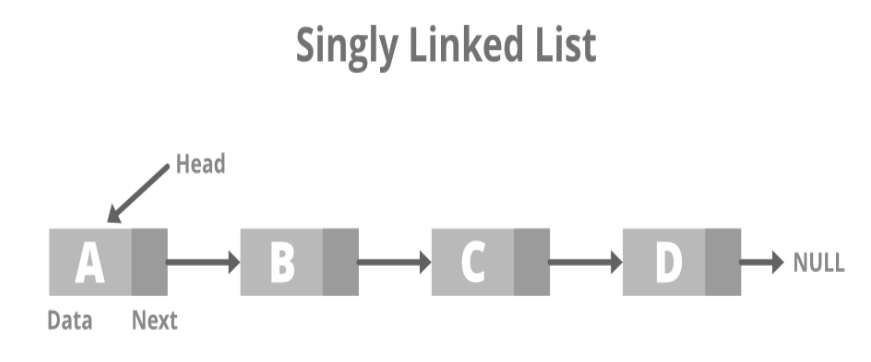 Singly Linked List
Head
A B C D NULL
Data Next